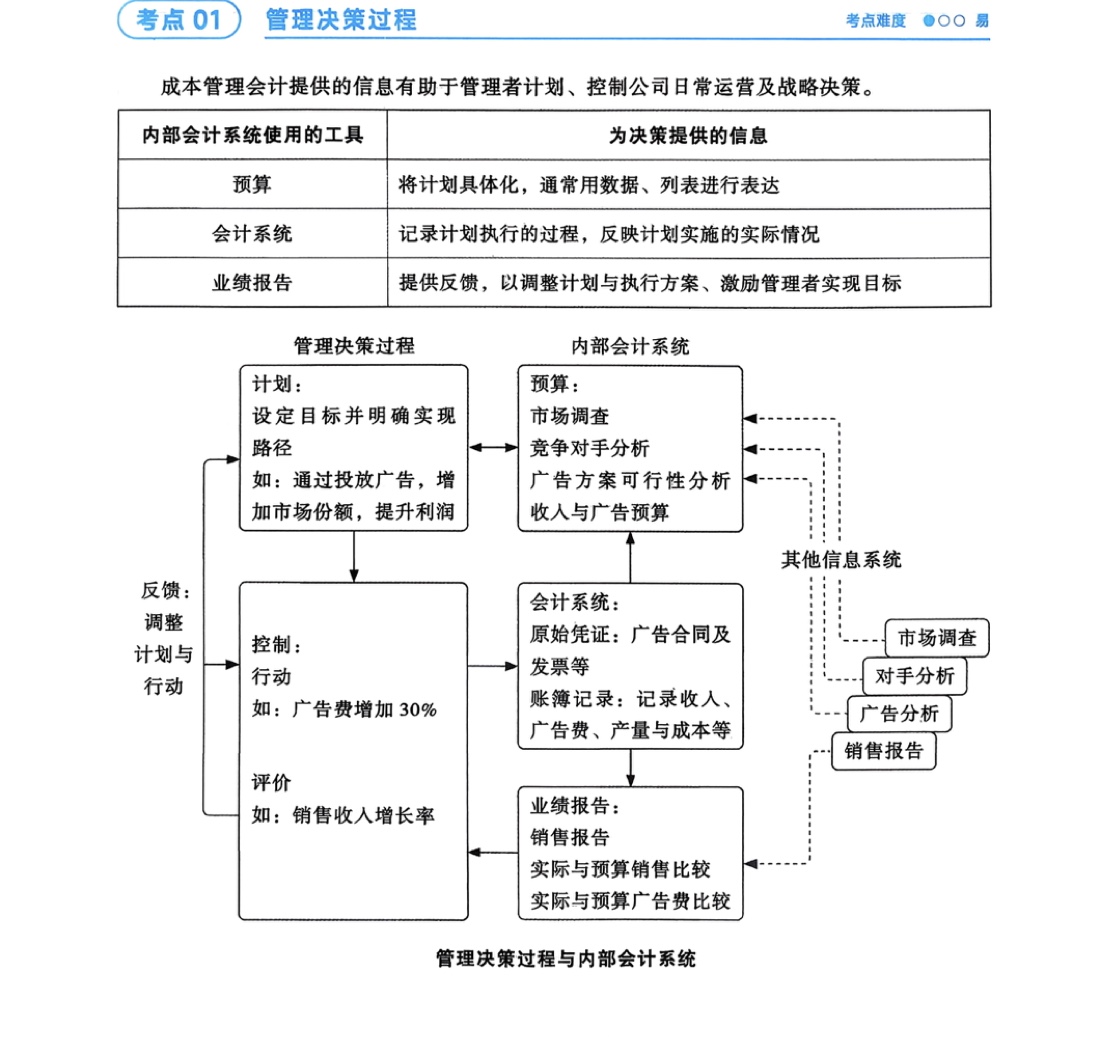 考点 01 管理决策过程 考点难度 易
成本管理会计提供的信息有助于管理者计划、控制公司日常运营及战略决策。
内部会计系统使用的工具 为决策提供的信息
预算 将计划具体化，通常用数据、列表进行表达
会计系统 记录计划执行的过程，反映计划实施的实际情况
业绩报告 提供反馈，以调整计划与执行方案、激励管理者实现目标
管理决策过程 内部会计系统
计划：
设定目标并明确实现
路径
如：通过投放广告，增
加市场份额，提升利润
预算：
市场调查
竞争对手分析
广告方案可行性分析
收入与广告预算
其他信息系统
反馈：
调整
计划与
行动
控制：
行动
如：广告费增加 30%
评价
如：销售收入增长率
会计系统：
原始凭证：广告合同及
发票等
账簿记录：记录收入、
广告费、产量与成本等
市场调查
对手分析
广告分析
销售报告
业绩报告：
销售报告
实际与预算销售比较
实际与预算广告费比较
管理决策过程与内部会计系统